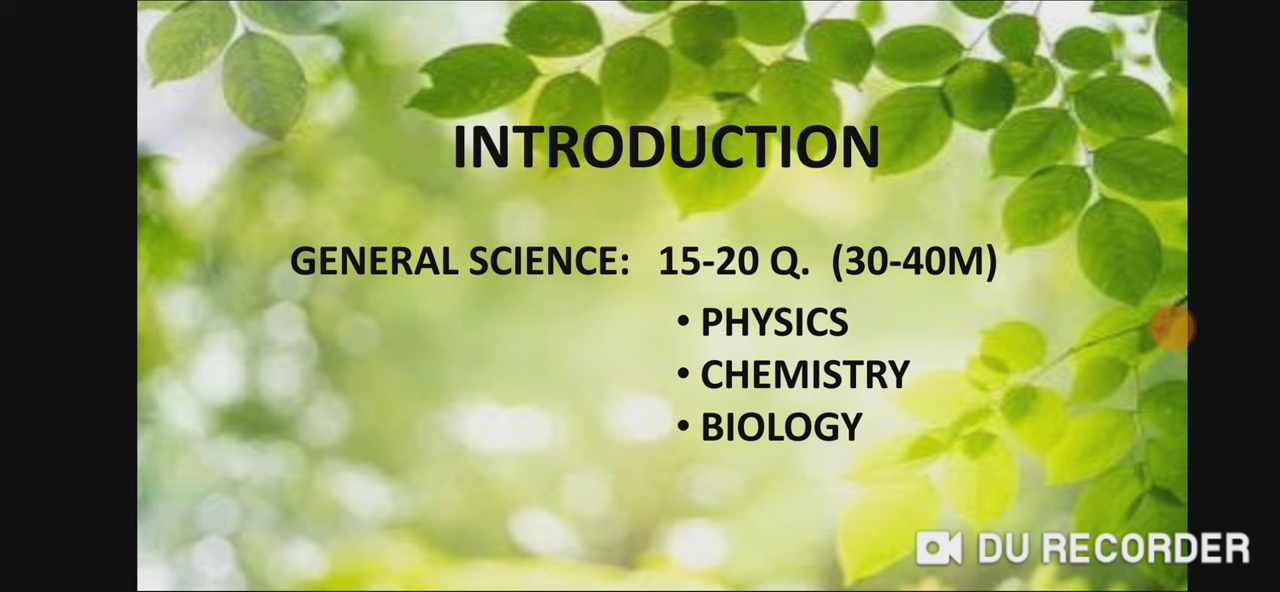 INTRODUCTION
GENERAL SCIENCE: 15-20 Q. (30-40M)
• PHYSICS
• CHEMISTRY
• BIOLOGY
DU RECORDER